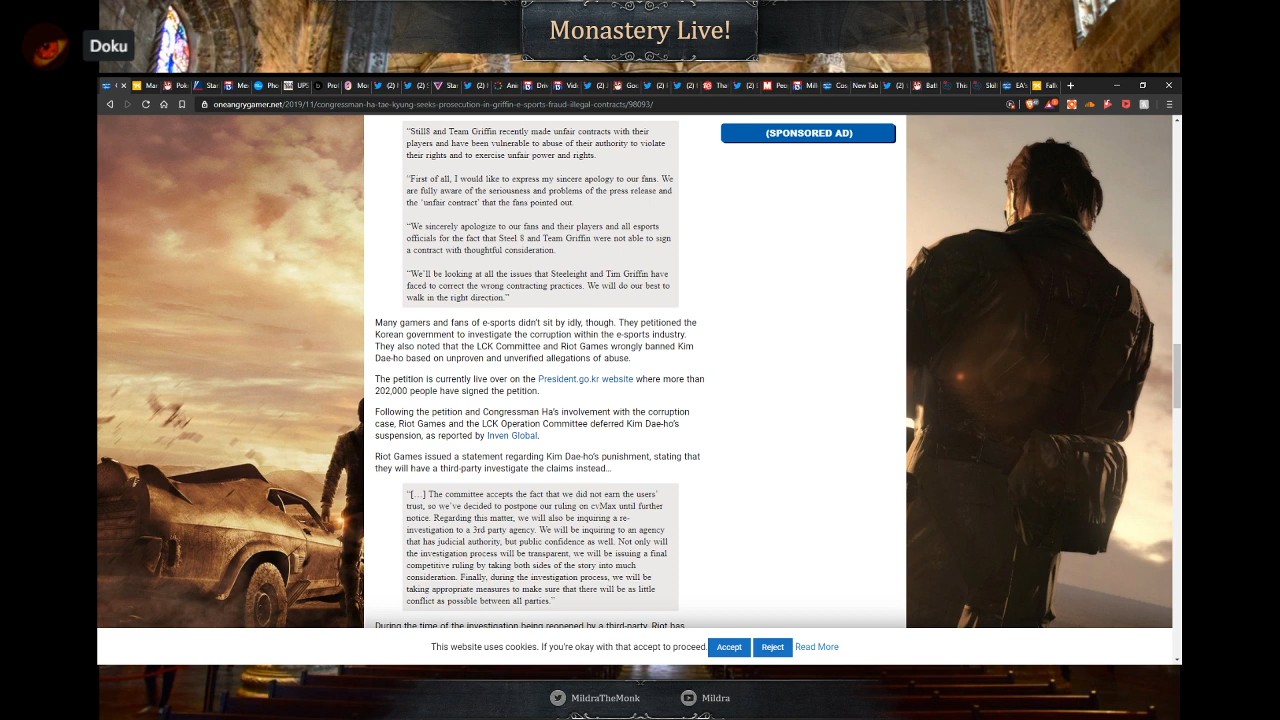 Monastery Live!
Doku
oneangrygamer.net/2019/11/congressman-ha-tae-kyung-seeks-prosecution-in-griffin-e-sports-fraud-illegal-contracts/98093/
New Tab
“Still8 and Team Griffin recently made unfair contracts with their
players and have been vulnerable to abuse of their authority to violate
their rights and to exercise unfair power and rights.
“First of all, I would like to express my sincere apology to our fans. We
are fully aware of the seriousness and problems of the press release and
the ‘unfair contract’ that the fans pointed out.
“We sincerely apologize to our fans and their players and all esports
officials for the fact that Steel 8 and Team Griffin were not able to sign
a contract with thoughtful consideration.
“We’ll be looking at all the issues that Steeleight and Tim Griffin have
faced to correct the wrong contracting practices. We will do our best to
walk in the right direction.”
(SPONSORED AD)
Many gamers and fans of e-sports didn’t sit by idly, though. They petitioned the
Korean government to investigate the corruption within the e-sports industry.
They also noted that the LCK Committee and Riot Games wrongly banned Kim
Dae-ho based on unproven and unverified allegations of abuse.
The petition is currently live over on the President.go.kr website where more than
202,000 people have signed the petition.
Following the petition and Congressman Ha’s involvement with the corruption
case, Riot Games and the LCK Operation Committee deferred Kim Dae-ho’s
suspension, as reported by Inven Global.
Riot Games issued a statement regarding Kim Dae-ho’s punishment, stating that
they will have a third-party investigate the claims instead…
“[…] The committee accepts the fact that we did not earn the users’
trust, so we’ve decided to postpone our ruling on cvMax until further
notice. Regarding this matter, we will also be inquiring a re-
investigation to a 3rd party agency. We will be inquiring to an agency
that has judicial authority, but public confidence as well. Not only will
the investigation process will be transparent, we will be issuing a final
competitive ruling by taking both sides of the story into much
consideration. Finally, during the investigation process, we will be
taking appropriate measures to make sure that there will be as little
conflict as possible between all parties.”
During the time of the investigation being reopened by a third-party, Riot has
This website uses cookies. If you're okay with that accept to proceed. Accept Reject Read More
MildraTheMonk Mildra